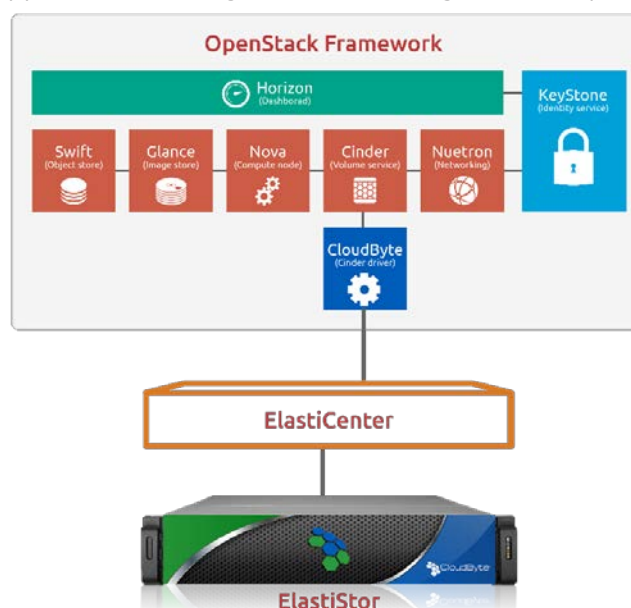 OpenStack Framework
Horizon
(Dashbored)
KeyStone
(Identity service)
Swift
(Object store)
Glance
(Image store)
Nova
(Compute node)
Cinder
(Volume service)
Nuetron
(Networking)
CloudByte
(Cinder driver)
ElastiCenter
CloudByte
ElastiStor